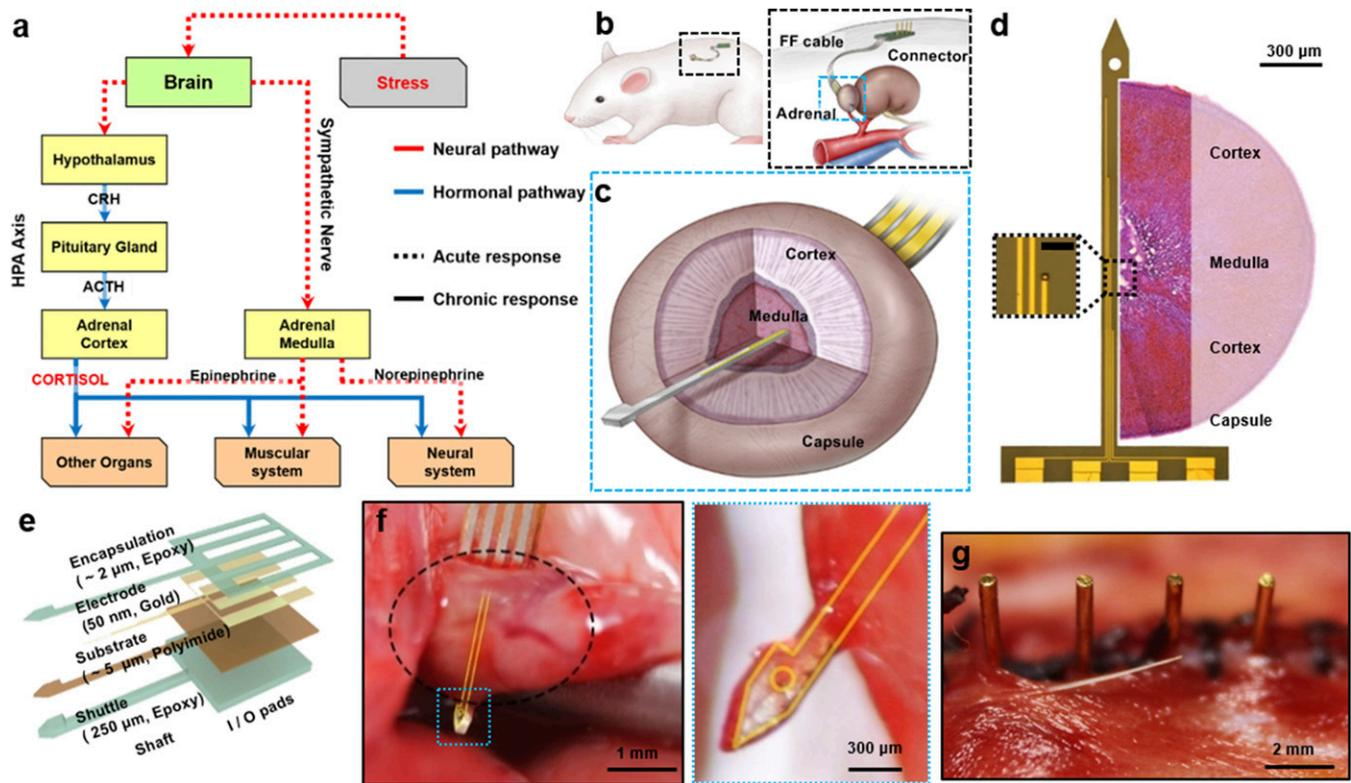 a
Brain
Stress
Hypothalamus
CRH
Pituitary Gland
ACTH
Adrenal
Cortex
HPA Axis
Sympathetic Nerve
Adrenal
Medulla
Neural pathway
Hormonal pathway
Acute response
Chronic response
CORTISOL
Epinephrine
Norepinephrine
Other Organs
Muscular
system
Neural
system
b
FF cable
Connector
Adrenal
c
Cortex
Medulla
Capsule
d
300 µm
Cortex
Medulla
Cortex
Capsule
e
Encapsulation
( ~ 2 µm, Epoxy)
Electrode
(50 nm, Gold)
Substrate
( ~ 5 µm, Polyimide)
Shuttle
( 250 µm, Epoxy)
Shaft
I / O pads
f
1 mm
300 µm
g
2 mm